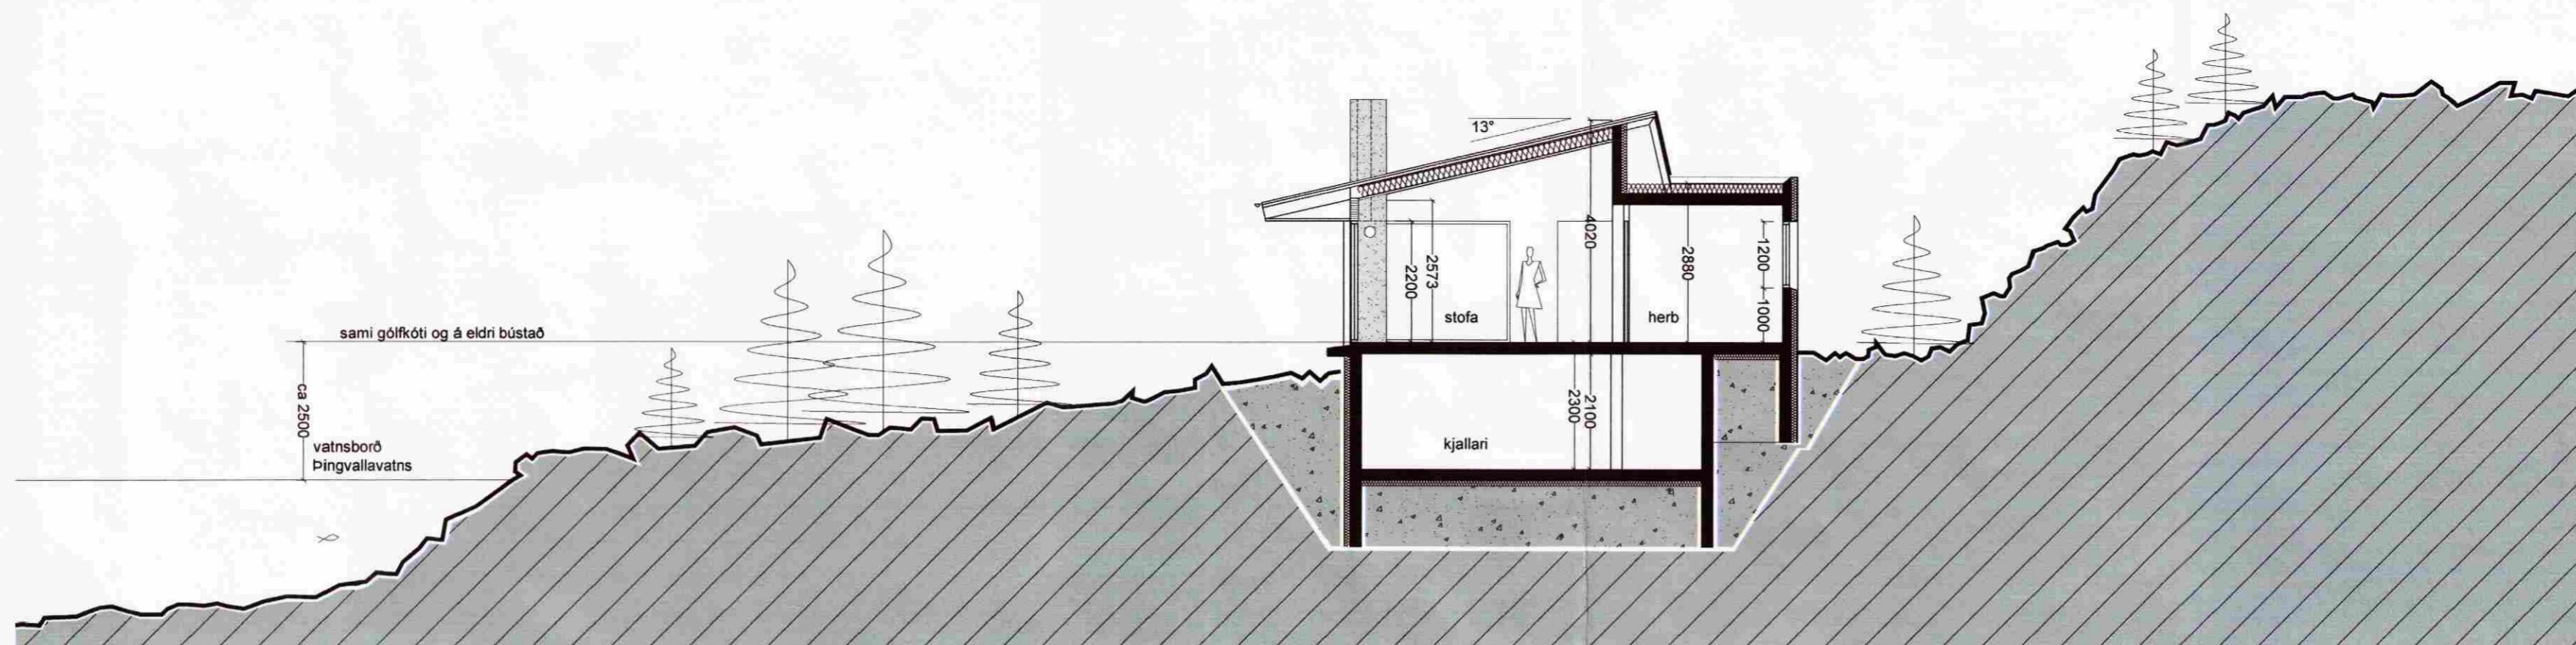 13°
4020
2573
2200
2880
1200
1000
stofa
herb
sami gólfkóti og á eldri bústað
ca 2500
2100
2300
vatnsborð
Þingvallavatns
kjallari